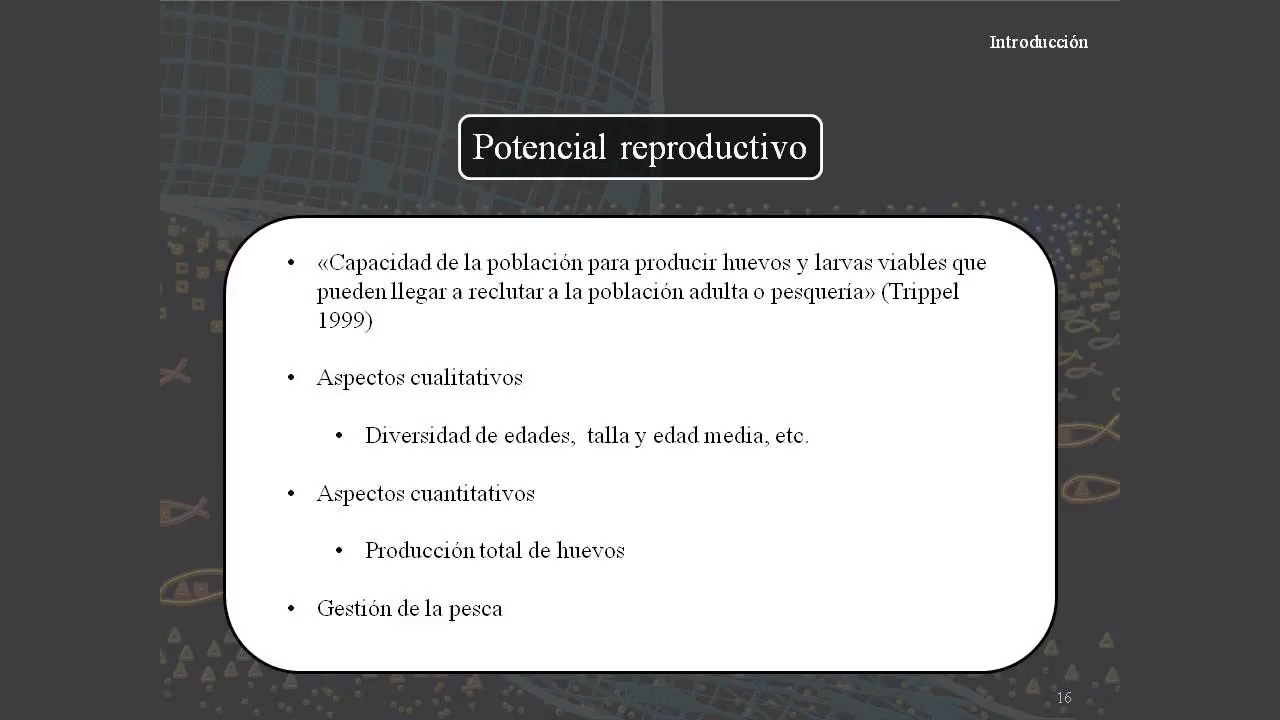 Introducción
Potencial reproductivo
• «Capacidad de la población para producir huevos y larvas viables que
pueden llegar a reclutar a la población adulta o pesquería» (Trippel
1999)
• Aspectos cualitativos
• Diversidad de edades, talla y edad media, etc.
• Aspectos cuantitativos
• Producción total de huevos
• Gestión de la pesca
16